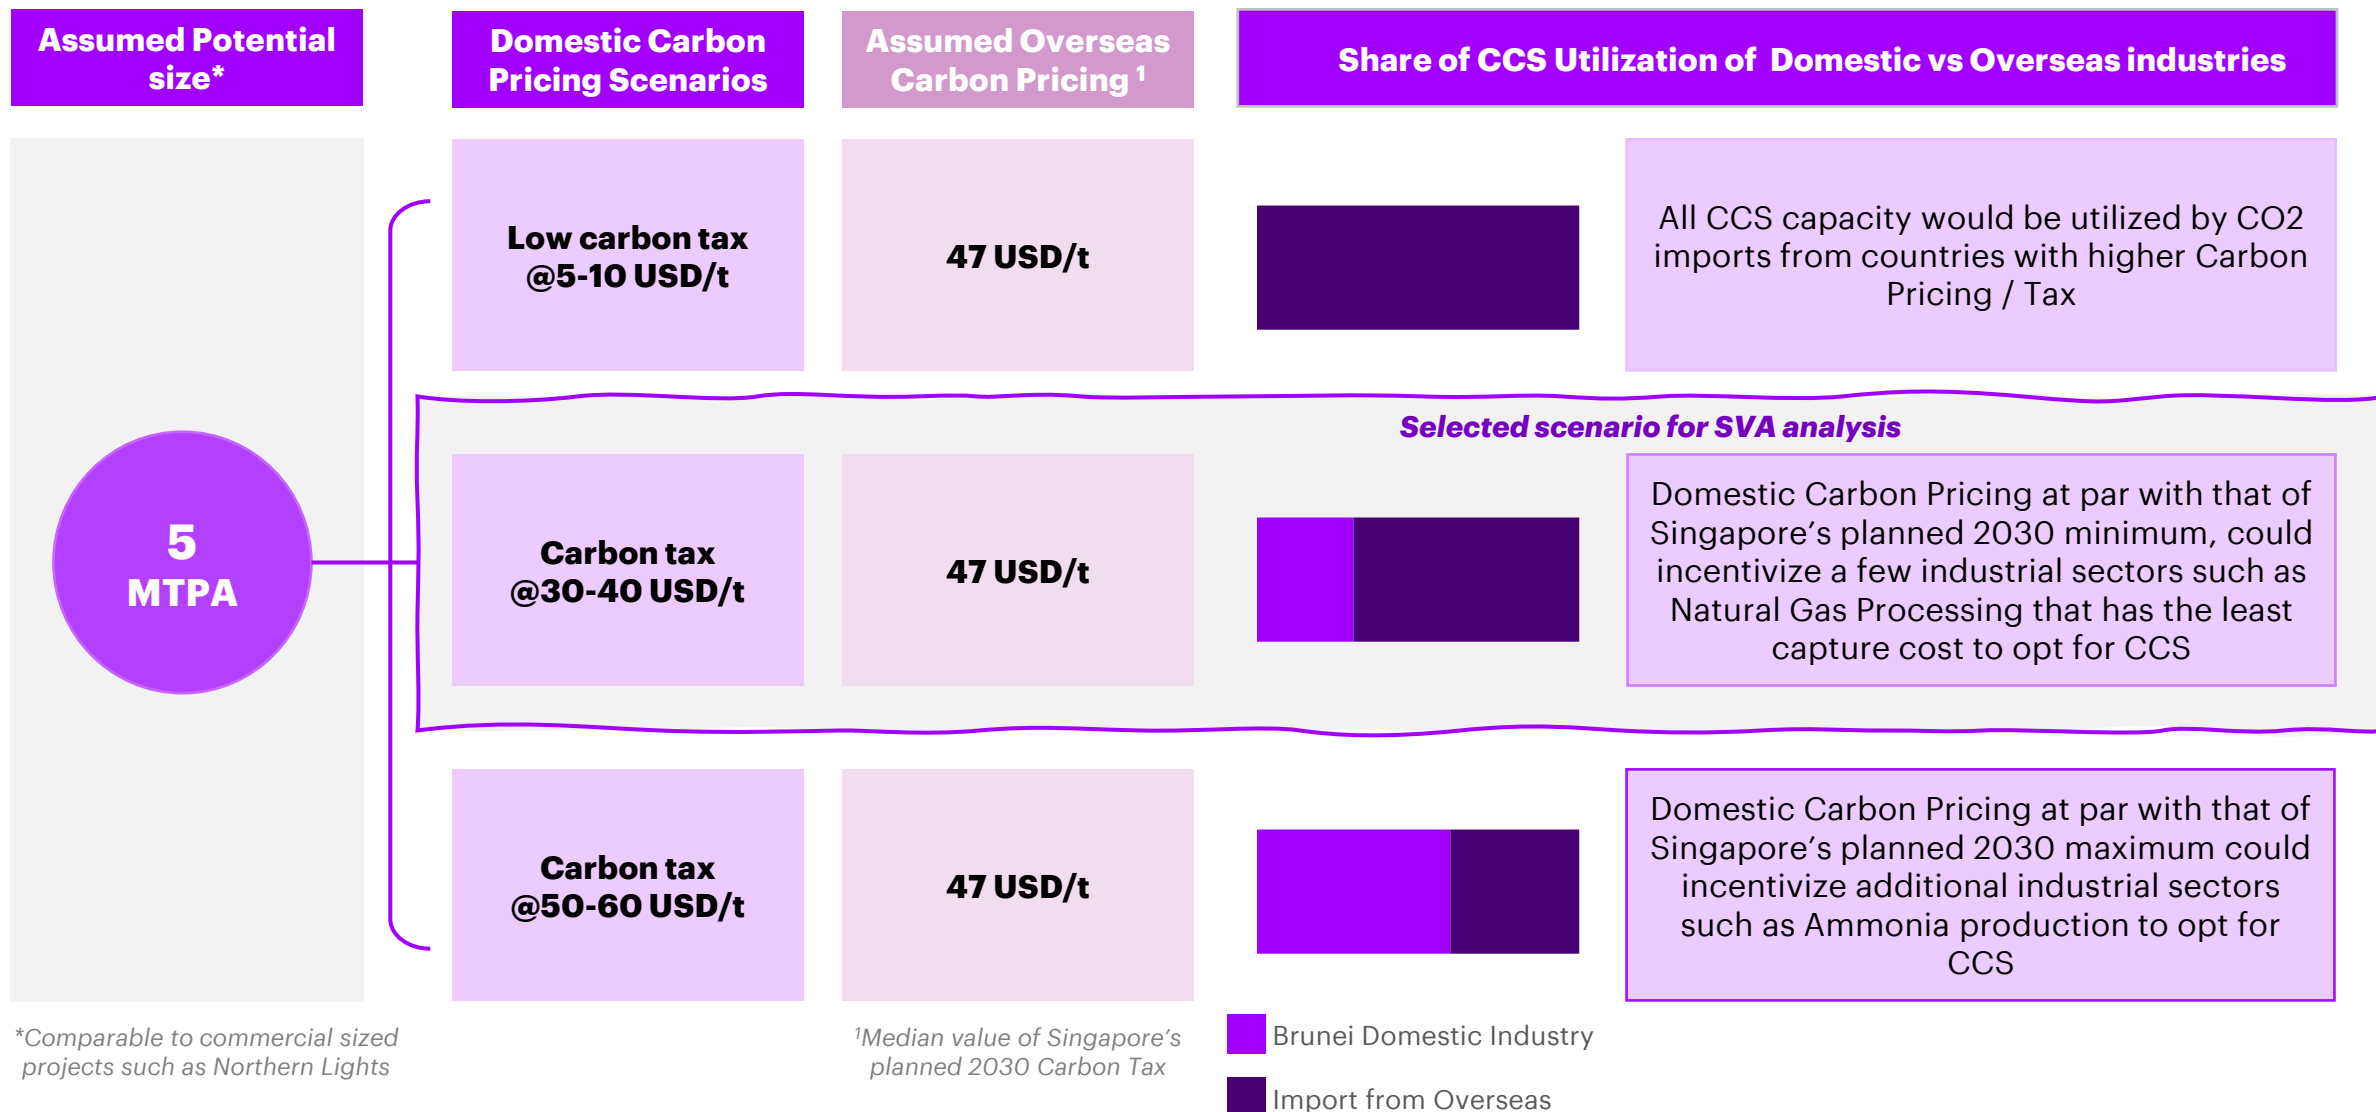 Assumed Potential
size*
Domestic Carbon
Pricing Scenarios
Assumed Overseas
Carbon Pricing 1
Share of CCS Utilization of Domestic vs Overseas industries
5
MTPA
Low carbon tax
@5-10 USD/t
47 USD/t
All CCS capacity would be utilized by CO2
imports from countries with higher Carbon
Pricing / Tax
Selected scenario for SVA analysis
Carbon tax
@30-40 USD/t
47 USD/t
Domestic Carbon Pricing at par with that of
Singapore's planned 2030 minimum, could
incentivize a few industrial sectors such as
Natural Gas Processing that has the least
capture cost to opt for CCS
Carbon tax
@50-60 USD/t
47 USD/t
Domestic Carbon Pricing at par with that of
Singapore's planned 2030 maximum could
incentivize additional industrial sectors
such as Ammonia production to opt for
CCS
*Comparable to commercial sized
projects such as Northern Lights
1Median value of Singapore's
planned 2030 Carbon Tax
Brunei Domestic Industry
Import from Overseas